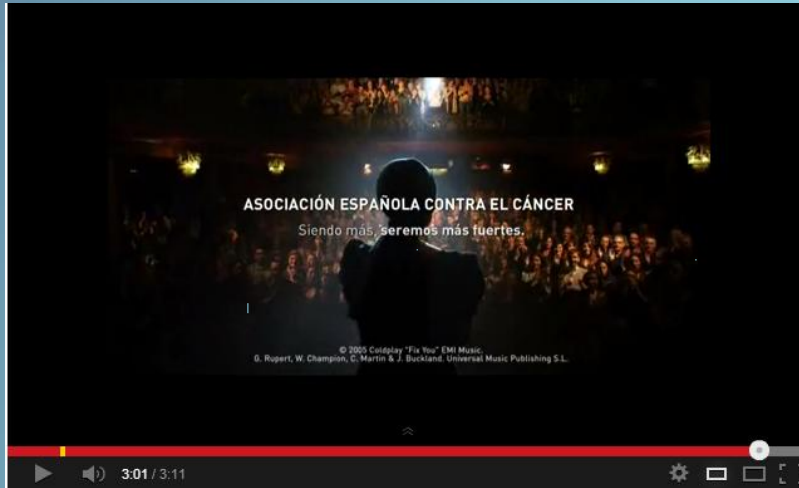 ASOCIACIÓN ESPAÑOLA CONTRA EL CÁNCER
Siendo más, seremos más fuertes.
© 2005 Coldplay "Fix You" EMI Music.
G. Rupert, W. Champion, C. Martin & J. Buckland. Universal Music Publishing S.L.
3:01 / 3:11